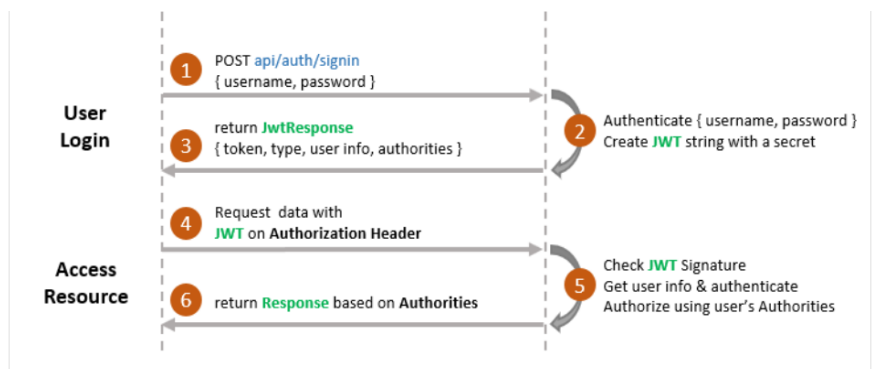 1
POST api/auth/signin
{ username, password }
User
Login
2
Authenticate { username, password }
Create JWT string with a secret
3
return JwtResponse
{ token, type, user info, authorities }
4
Request data with
JWT on Authorization Header
Access
Resource
5
Check JWT Signature
Get user info & authenticate
Authorize using user's Authorities
6
return Response based on Authorities